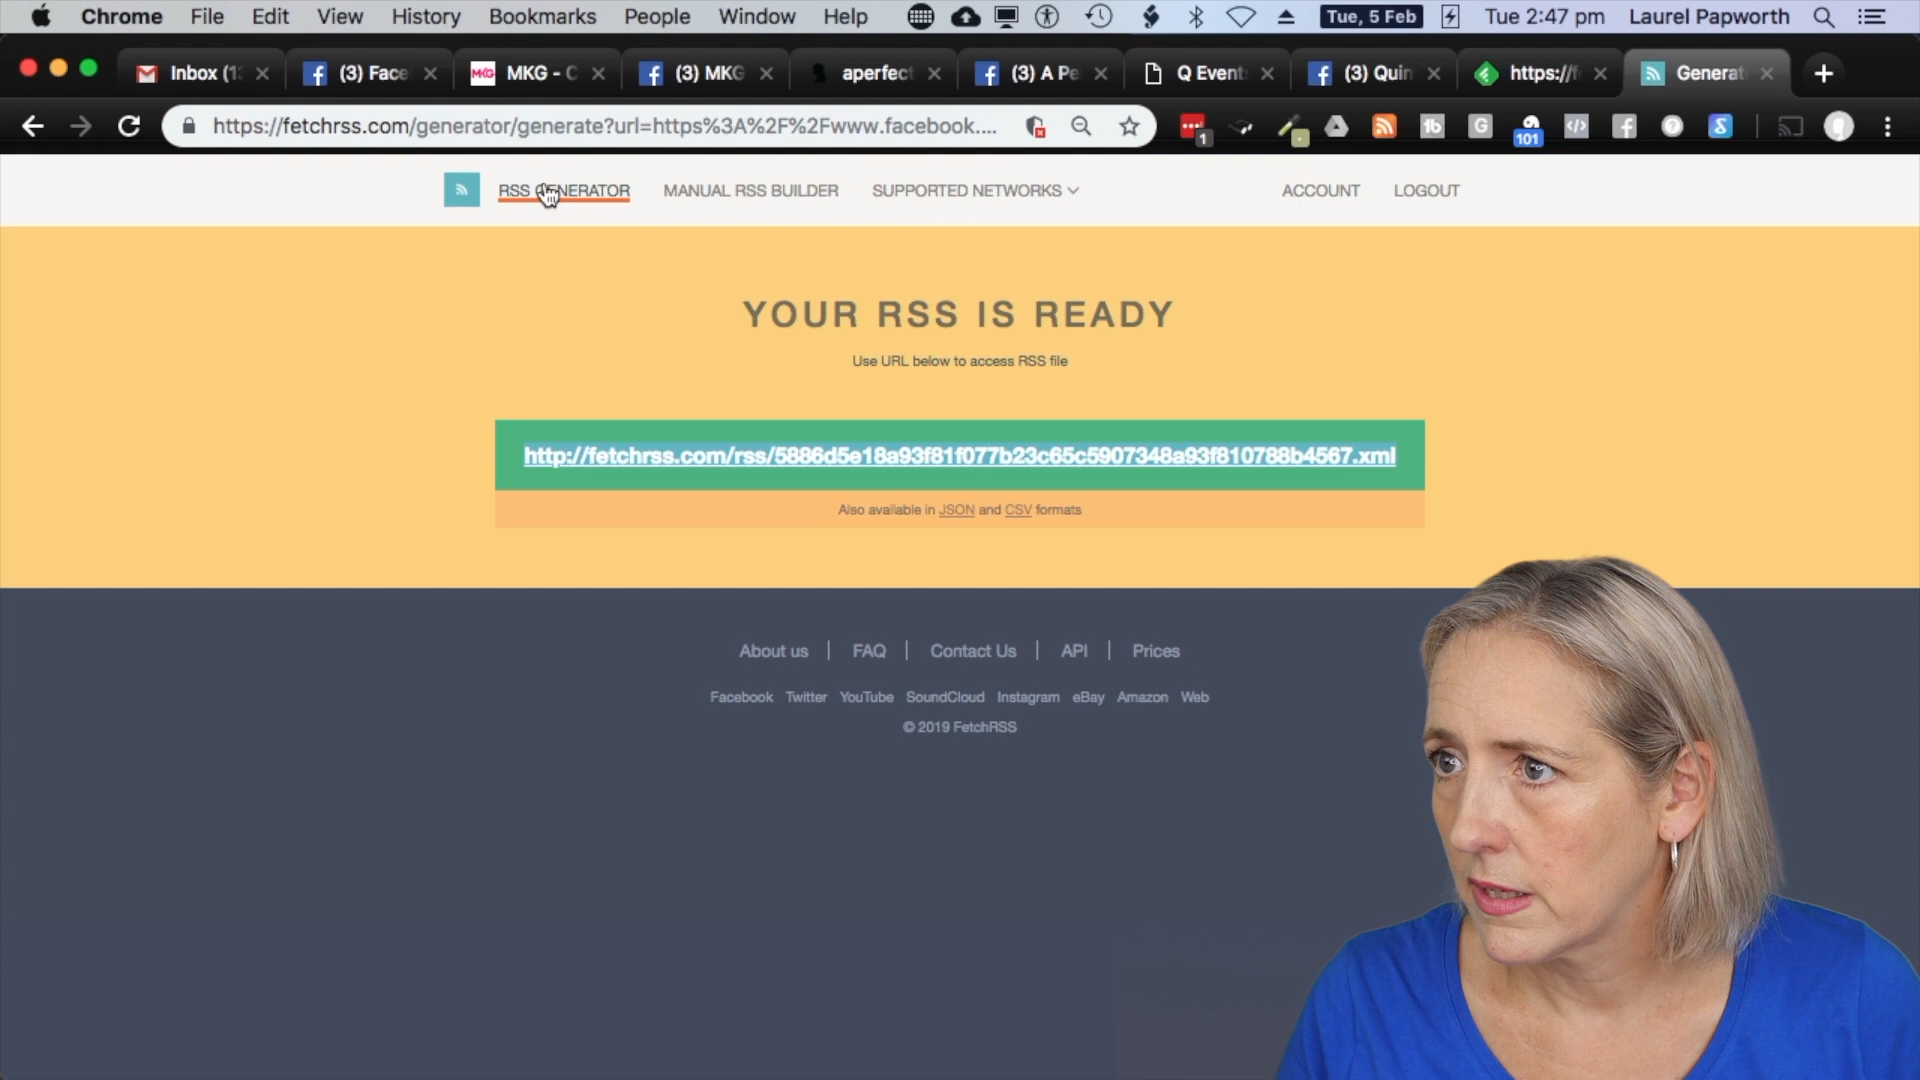 Chrome File Edit View History Bookmarks People Window Help Tue, 5 Feb Tue 2:47 pm Laurel Papworth
Inbox (1 (3) Face MKG - C (3) MKG aperfect (3) A Pe Q Event (3) Quin https://f Generat
https://fetchrss.com/generator/generate?url=https%3A%2F%2Fwww.facebook.... 1 101
RSS GENERATOR MANUAL RSS BUILDER SUPPORTED NETWORKS ACCOUNT LOGOUT
YOUR RSS IS READY
Use URL below to access RSS file
http://fetchrss.com/rss/5886d5e18a93f81f077b23c65c5907348a93f810788b4567.xml
Also available in JSON and CSV formats
About us | FAQ | Contact Us | API | Prices
Facebook Twitter YouTube SoundCloud Instagram eBay Amazon Web
© 2019 FetchRSS